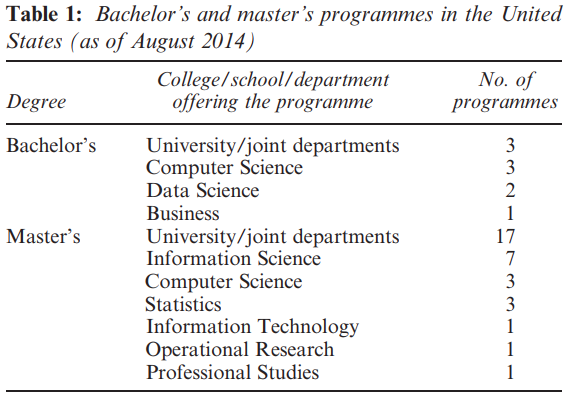 Table 1: Bachelor's and master's programmes in the United
States (as of August 2014)
College/school/department No. of
Degree offering the programme programmes
Bachelor's University/joint departments 3
Computer Science 3
Data Science 2
Business 1
Master's University/joint departments 17
Information Science 7
Computer Science 3
Statistics 3
Information Technology 1
Operational Research 1
Professional Studies 1